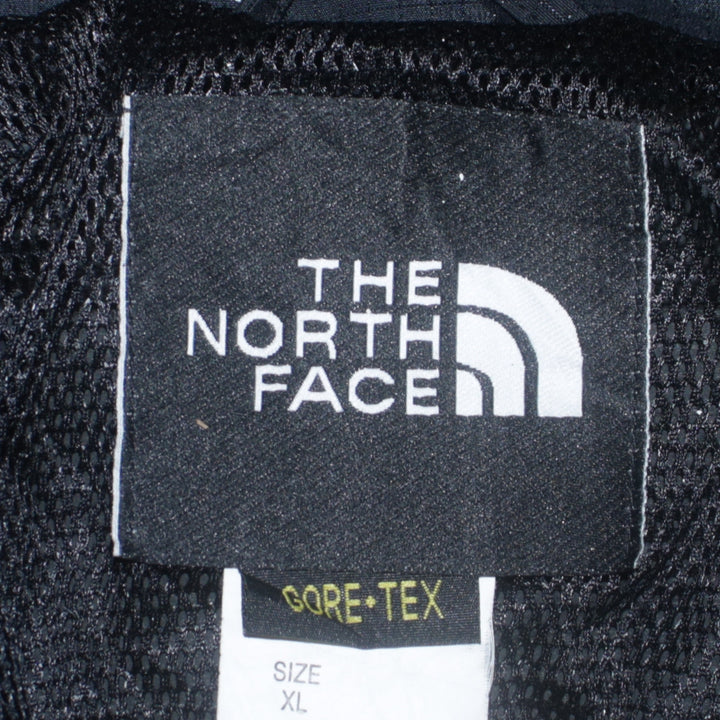 THE
NORTH
FACE
GORE-TEX
SIZE
XL